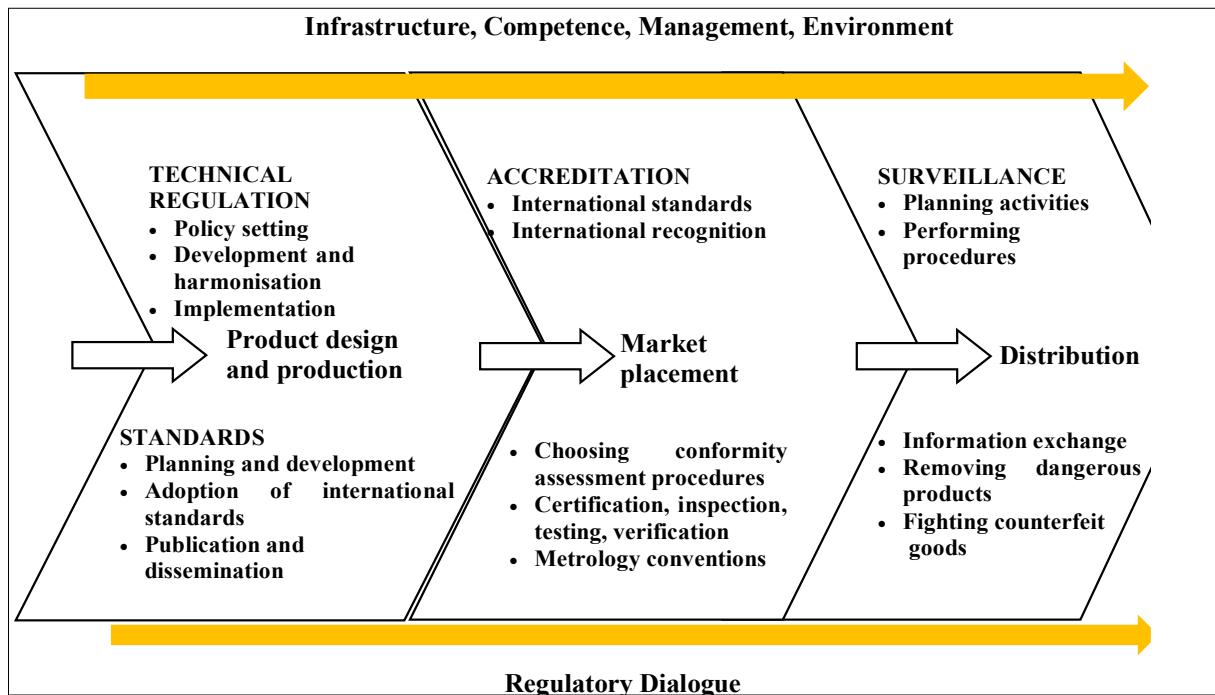 Infrastructure, Competence, Management, Environment
TECHNICAL
REGULATION
• Policy setting
• Development and
harmonisation
• Implementation
Product design
and production
STANDARDS
• Planning and development
• Adoption of international
standards
• Publication and
dissemination
ACCREDITATION
• International standards
• International recognition
Market
placement
• Choosing conformity
assessment procedures
• Certification, inspection,
testing, verification
• Metrology conventions
SURVEILLANCE
• Planning activities
• Performing
procedures
Distribution
• Information exchange
• Removing dangerous
products
• Fighting counterfeit
goods
Regulatory Dialogue